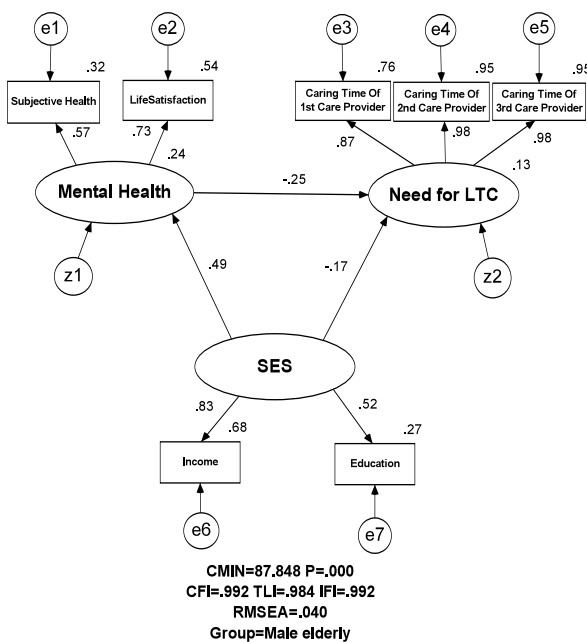 e1
e2
e3
e4
e5
.32
.54
.76
.95
.95
Subjective Health
LifeSatisfaction
Caring Time Of
1st Care Provider
Caring Time Of
2nd Care Provider
Caring Time Of
3rd Care Provider
.57
.73
.87
.98
.98
.24
.13
Mental Health
-.25
Need for LTC
z1
z2
.49
-.17
SES
.83
.52
.68
.27
Income
Education
e6
e7
CMIN=87.848 P=.000
CFI=.992 TLI=.984 IFI=.992
RMSEA=.040
Group=Male elderly